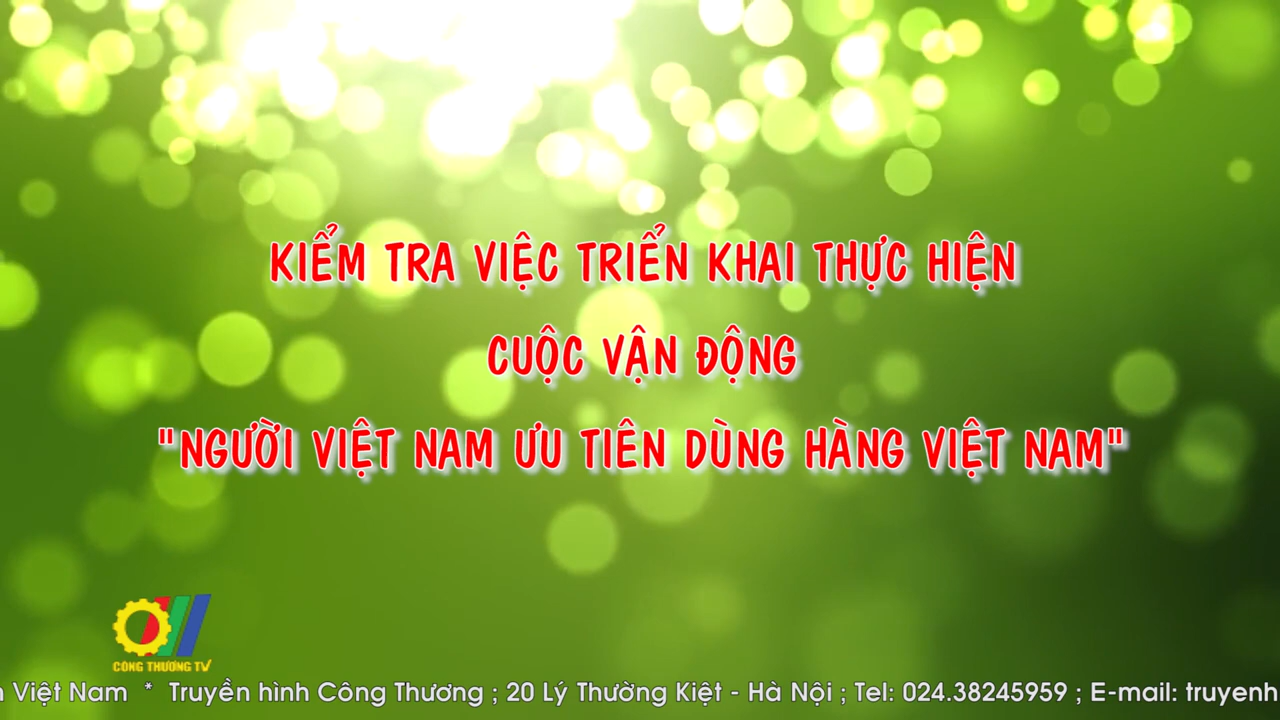 KIỂM TRA VIỆC TRIỂN KHAI THỰC HIỆN
CUỘC VẬN ĐỘNG
"NGƯỜI VIỆT NAM ƯU TIÊN DÙNG HÀNG VIỆT NAM"
CÔNG THƯƠNG TV
Việt Nam * Truyền hình Công Thương ; 20 Lý Thường Kiệt - Hà Nội ; Tel: 024.38245959 ; E-mail: truyenh